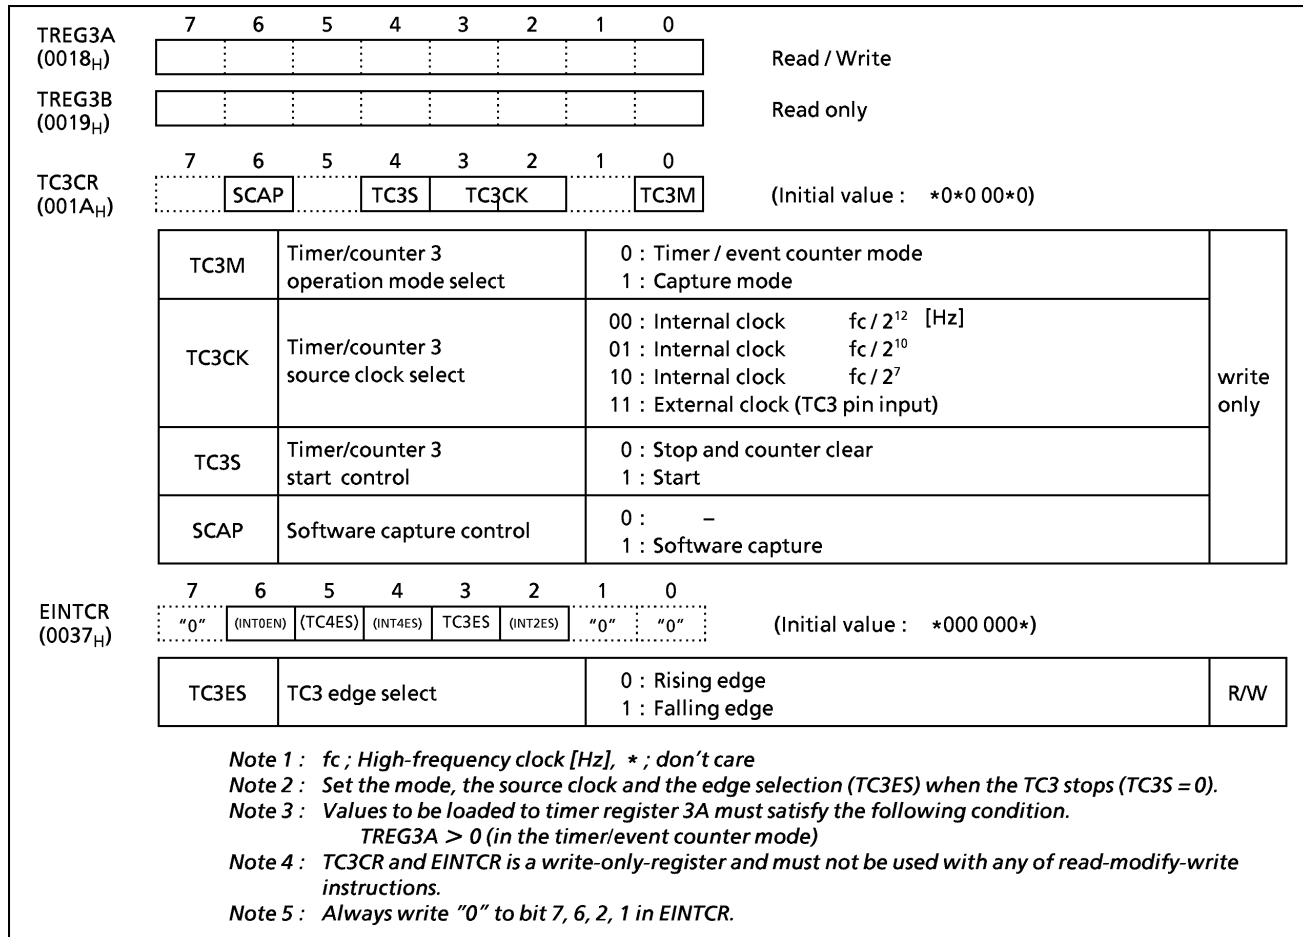 7 6 5 4 3 2 1 0
TREG3A
(0018H)
Read / Write
TREG3B
(0019H)
Read only
7 6 5 4 3 2 1 0
TC3CR
(001AH)
SCAP TC3S TC3CK TC3M
(Initial value : *0*0 00*0)
TC3M
Timer/counter 3
operation mode select
0 : Timer / event counter mode
1 : Capture mode
TC3CK
Timer/counter 3
source clock select
00 : Internal clock fc / 2¹² [Hz]
01 : Internal clock fc / 2¹⁰
10 : Internal clock fc / 2⁷
11 : External clock (TC3 pin input)
TC3S
Timer/counter 3
start control
0 : Stop and counter clear
1 : Start
SCAP
Software capture control
0 : –
1 : Software capture
write
only
7 6 5 4 3 2 1 0
EINTCR
(0037H)
"0" (INT0EN) (TC4ES) (INT4ES) TC3ES (INT2ES) "0" "0"
(Initial value : *000 000*)
TC3ES
TC3 edge select
0 : Rising edge
1 : Falling edge
R/W
Note 1 : fc ; High-frequency clock [Hz], * ; don't care
Note 2 : Set the mode, the source clock and the edge selection (TC3ES) when the TC3 stops (TC3S = 0).
Note 3 : Values to be loaded to timer register 3A must satisfy the following condition.
TREG3A > 0 (in the timer/event counter mode)
Note 4 : TC3CR and EINTCR is a write-only-register and must not be used with any of read-modify-write
instructions.
Note 5 : Always write "0" to bit 7, 6, 2, 1 in EINTCR.